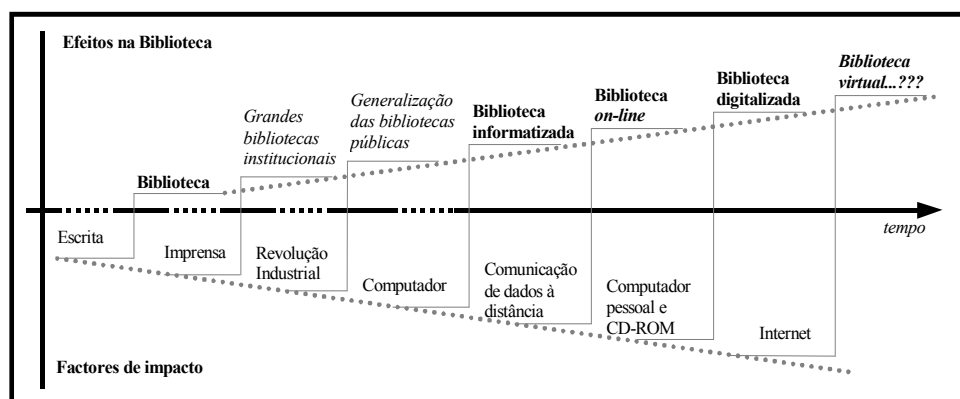 Efeitos na Biblioteca
Biblioteca
virtual...???
Biblioteca
digitalizada
Biblioteca
on-line
Biblioteca
informatizada
Generalização
das bibliotecas
públicas
Grandes
bibliotecas
institucionais
Biblioteca
tempo
Escrita
Imprensa
Revolução
Industrial
Computador
Comunicação
de dados à
distância
Computador
pessoal e
CD-ROM
Internet
Factores de impacto